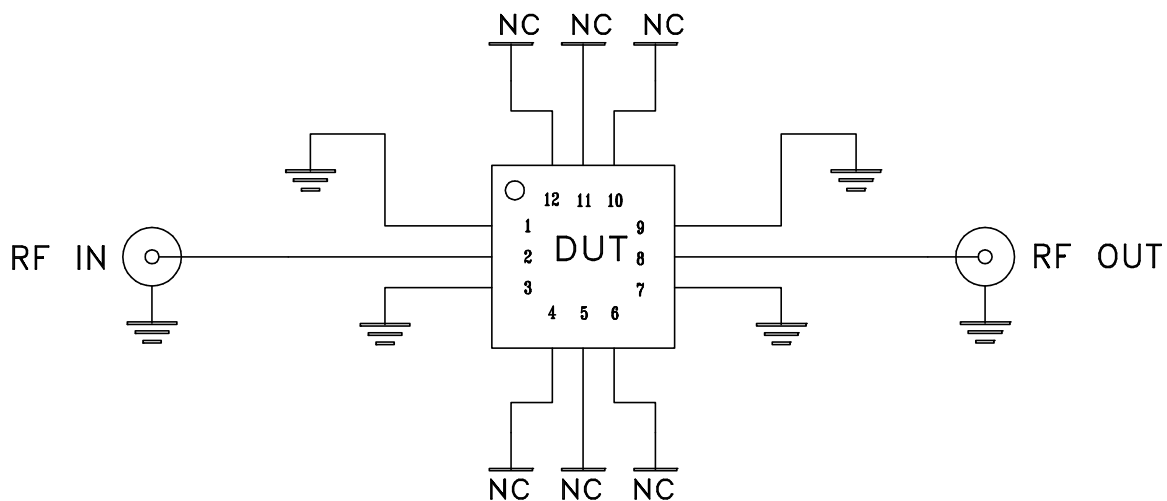 NC NC NC
12 11 10
1 9
RF IN 2 DUT 8 RF OUT
3 7
4 5 6
NC NC NC